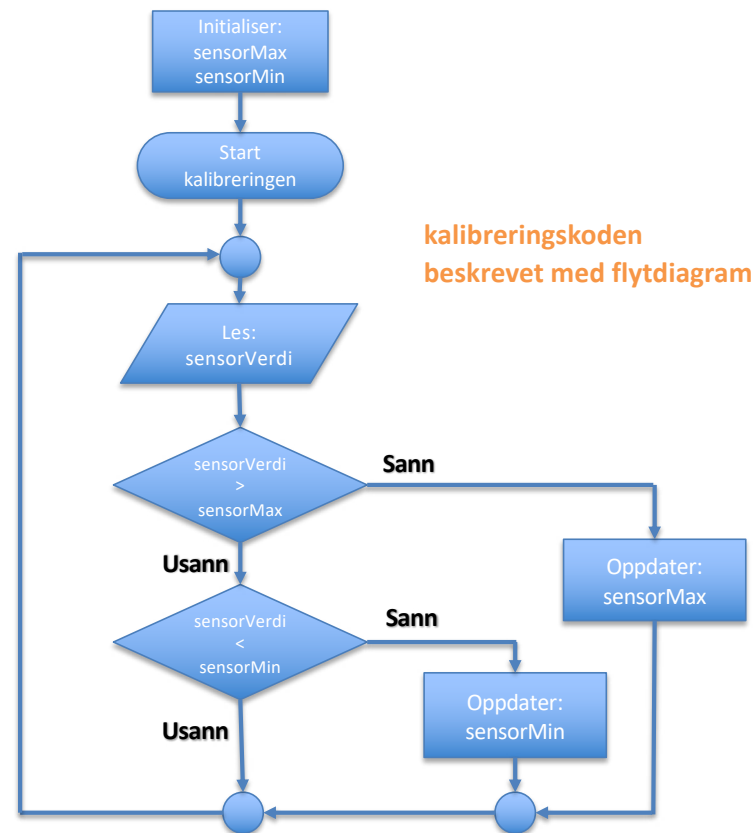 Initialiser:
sensorMax
sensorMin
Start
kalibreringen
kalibreringskoden
beskrevet med flytdiagram
Les:
sensorVerdi
sensorVerdi
>
sensorMax
Sann
Usann
Oppdater:
sensorMax
sensorVerdi
<
sensorMin
Sann
Usann
Oppdater:
sensorMin